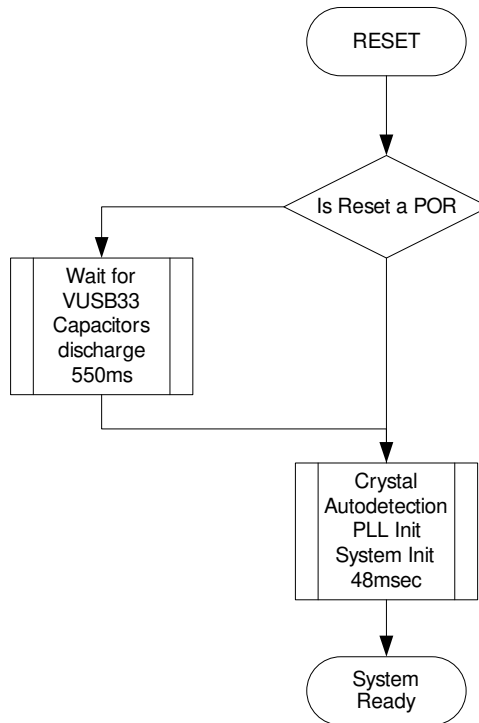 RESET
Is Reset a POR
Wait for
VUSB33
Capacitors
discharge
550ms
Crystal
Autodetection
PLL Init
System Init
48msec
System
Ready